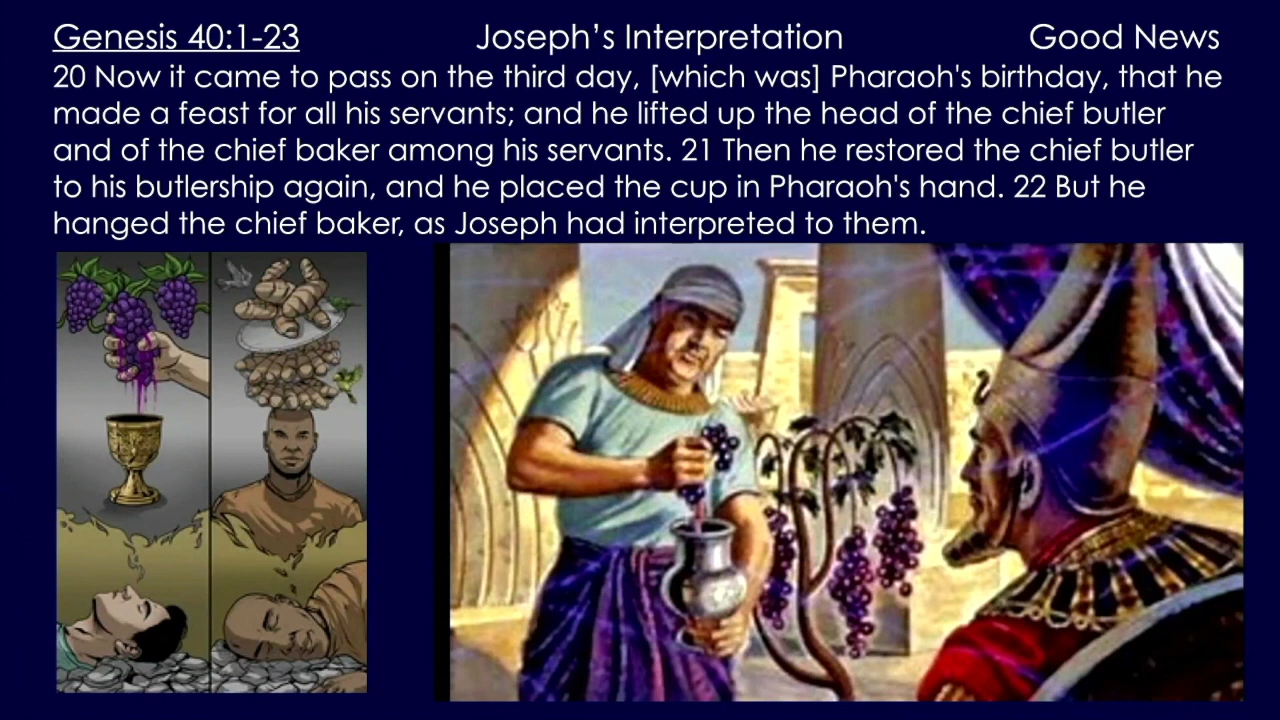 Genesis 40:1-23 Joseph’s Interpretation Good News
20 Now it came to pass on the third day, [which was] Pharaoh's birthday, that he
made a feast for all his servants; and he lifted up the head of the chief butler
and of the chief baker among his servants. 21 Then he restored the chief butler
to his butlership again, and he placed the cup in Pharaoh's hand. 22 But he
hanged the chief baker, as Joseph had interpreted to them.